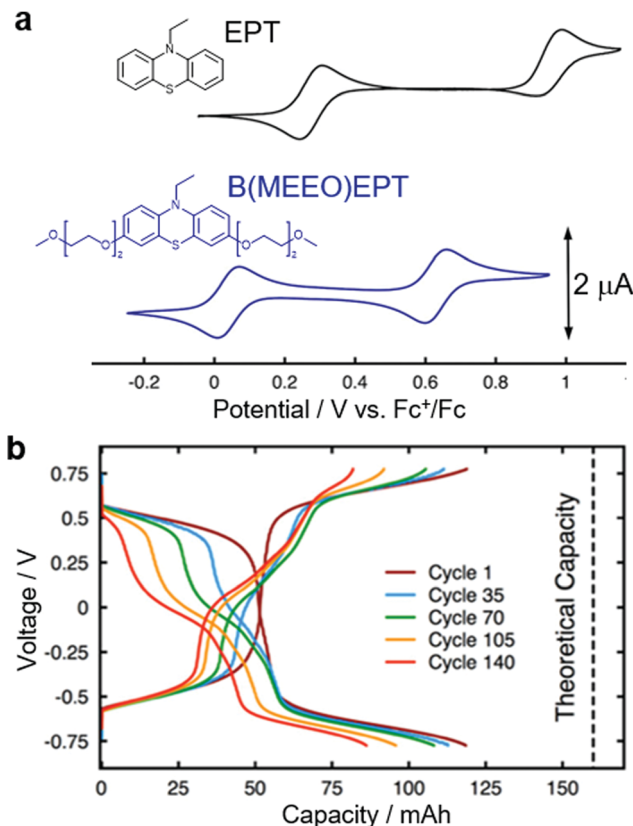 a
EPT
N
S
B(MEEO)EPT
N
O O 2 S O 2 O
2 μA
-0.2 0 0.2 0.4 0.6 0.8 1
Potential / V vs. Fc⁺/Fc
b
0.75
0.5
0.25
0
-0.25
-0.5
-0.75
Voltage / V
Cycle 1
Cycle 35
Cycle 70
Cycle 105
Cycle 140
Theoretical Capacity
0 25 50 75 100 125 150
Capacity / mAh